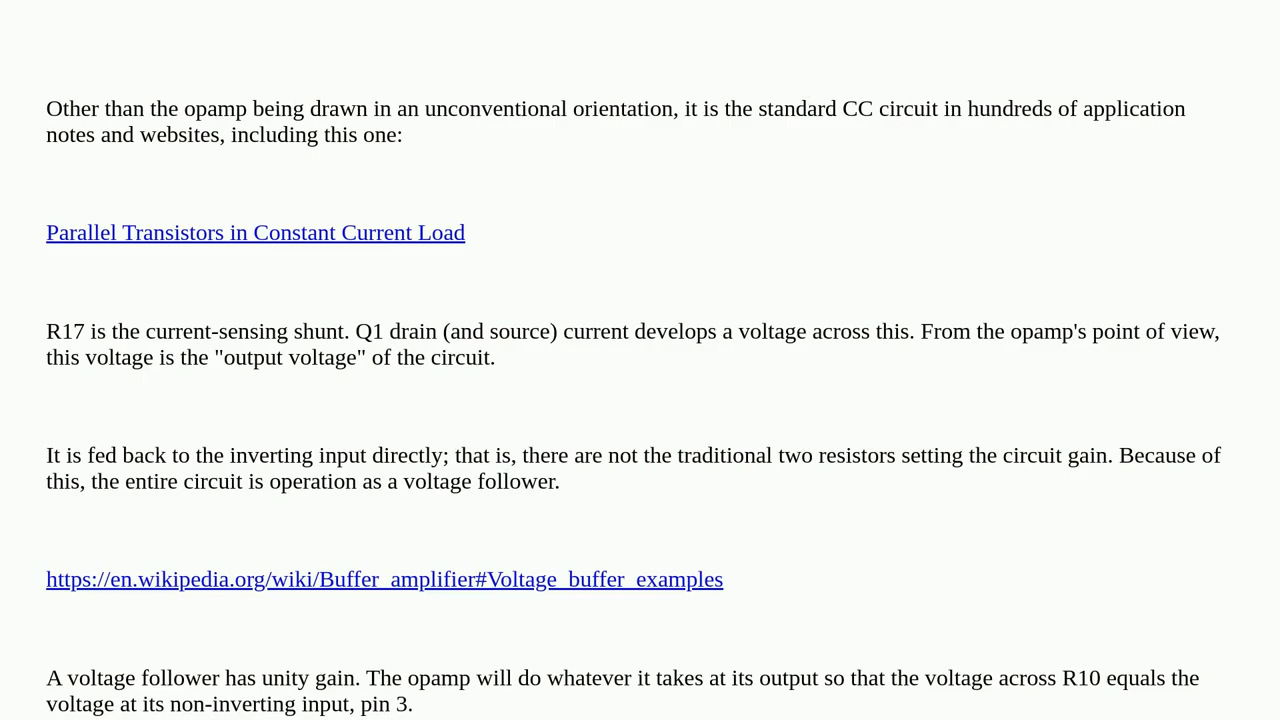 Other than the opamp being drawn in an unconventional orientation, it is the standard CC circuit in hundreds of application
notes and websites, including this one:
Parallel Transistors in Constant Current Load
R17 is the current-sensing shunt. Q1 drain (and source) current develops a voltage across this. From the opamp's point of view,
this voltage is the "output voltage" of the circuit.
It is fed back to the inverting input directly; that is, there are not the traditional two resistors setting the circuit gain. Because of
this, the entire circuit is operation as a voltage follower.
https://en.wikipedia.org/wiki/Buffer_amplifier#Voltage_buffer_examples
A voltage follower has unity gain. The opamp will do whatever it takes at its output so that the voltage across R10 equals the
voltage at its non-inverting input, pin 3.